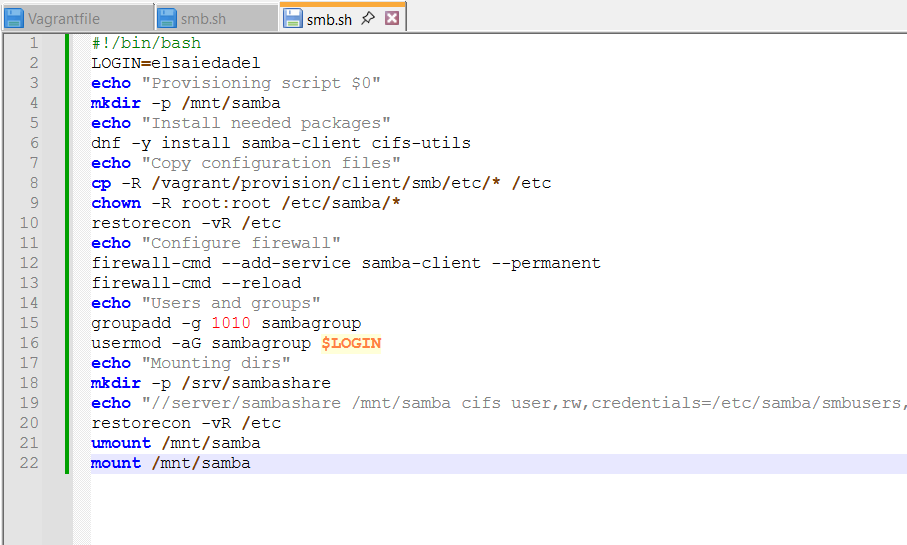 Vagrantfile smb.sh smb.sh
1 #!/bin/bash
2 LOGIN=elsaiedadel
3 echo "Provisioning script $0"
4 mkdir -p /mnt/samba
5 echo "Install needed packages"
6 dnf -y install samba-client cifs-utils
7 echo "Copy configuration files"
8 cp -R /vagrant/provision/client/smb/etc/* /etc
9 chown -R root:root /etc/samba/*
10 restorecon -vR /etc
11 echo "Configure firewall"
12 firewall-cmd --add-service samba-client --permanent
13 firewall-cmd --reload
14 echo "Users and groups"
15 groupadd -g 1010 sambagroup
16 usermod -aG sambagroup $LOGIN
17 echo "Mounting dirs"
18 mkdir -p /srv/sambashare
19 echo "//server/sambashare /mnt/samba cifs user,rw,credentials=/etc/samba/smbusers,
20 restorecon -vR /etc
21 umount /mnt/samba
22 mount /mnt/samba